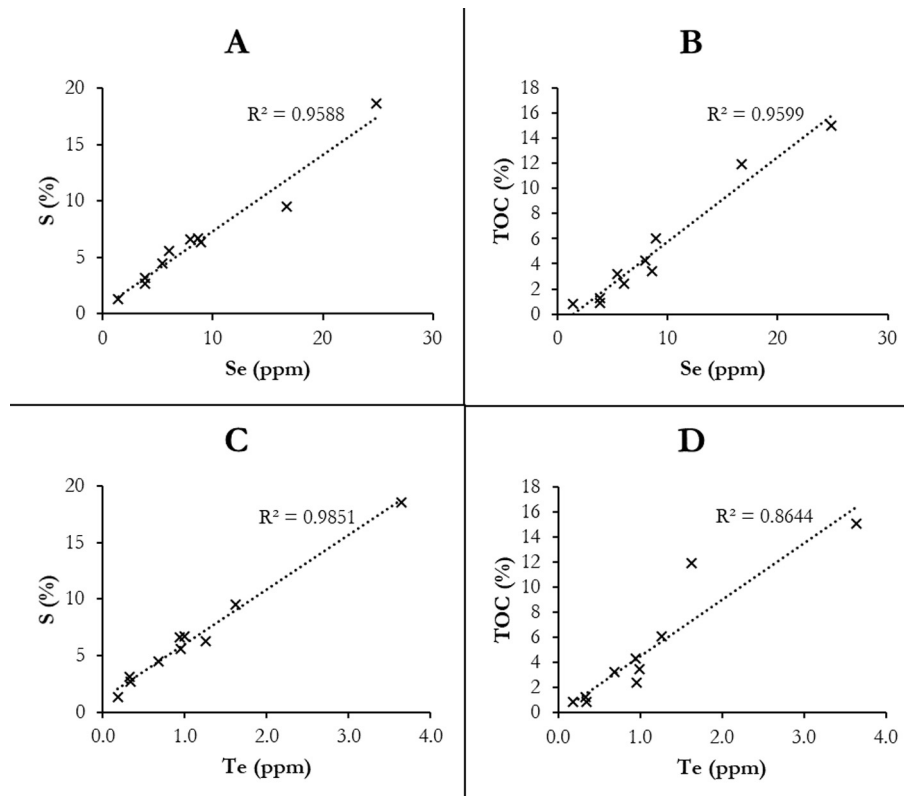 A
20
15
10
5
0
S (%)
R² = 0.9588
0 10 20 30
Se (ppm)
B
18
16
14
12
10
8
6
4
2
0
TOC (%)
R² = 0.9599
0 10 20 30
Se (ppm)
C
20
15
10
5
0
S (%)
R² = 0.9851
0.0 1.0 2.0 3.0 4.0
Te (ppm)
D
18
16
14
12
10
8
6
4
2
0
TOC (%)
R² = 0.8644
0.0 1.0 2.0 3.0 4.0
Te (ppm)